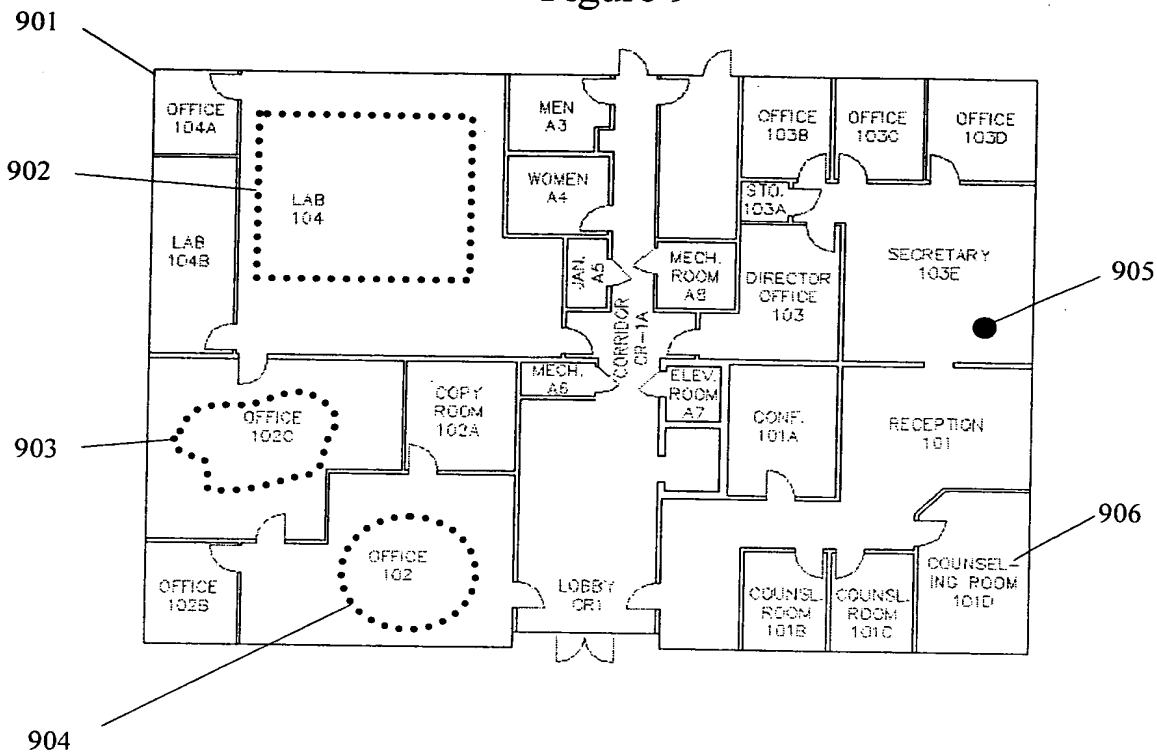 Figure 9
901
OFFICE
104A
902
LAB
104
LAB
104B
MEN
A3
WOMEN
A4
JAN.
A5
MECH.
ROOM
A8
CORRIDOR
CR-1A
MECH.
A6
ELEV.
ROOM
A7
OFFICE
103B
OFFICE
103C
OFFICE
103D
STO.
103A
DIRECTOR
OFFICE
103
SECRETARY
103E
905
903
OFFICE
102C
COPY
ROOM
102A
CONF.
101A
RECEPTION
101
906
OFFICE
102B
OFFICE
102
LOBBY
CR1
COUNSL.
ROOM
101B
COUNSL.
ROOM
101C
COUNSEL-
ING ROOM
101D
904